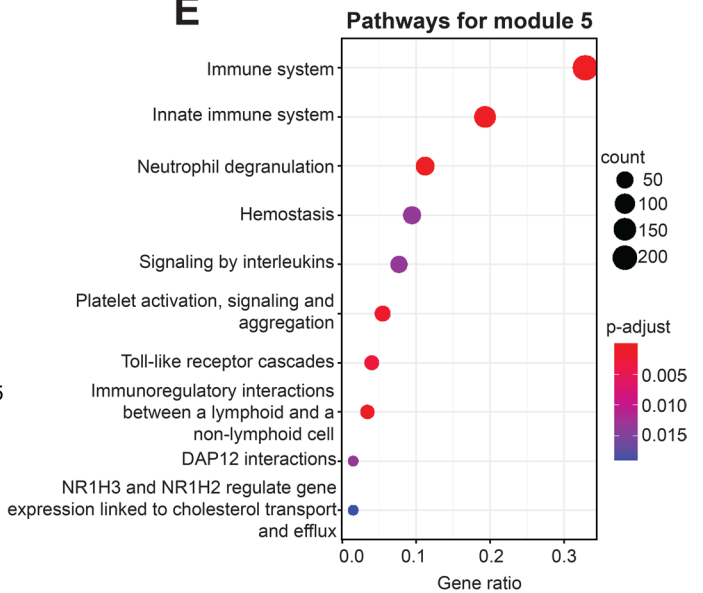 E
Pathways for module 5
Immune system
Innate immune system
Neutrophil degranulation
Hemostasis
Signaling by interleukins
Platelet activation, signaling and
aggregation
Toll-like receptor cascades
Immunoregulatory interactions
between a lymphoid and a
non-lymphoid cell
DAP12 interactions
NR1H3 and NR1H2 regulate gene
expression linked to cholesterol transport
and efflux
0.0 0.1 0.2 0.3
Gene ratio
count
50
100
150
200
p-adjust
0.005
0.010
0.015